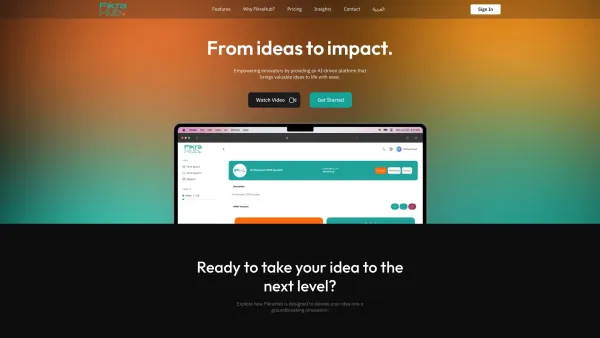 Fikra Hub
Features Why FikraHub? Pricing Insights Contact العربية Sign In
From ideas to impact.
Empowering innovators by providing an AI-driven platform that
brings valuable ideas to life with ease.
Watch Video Get Started
Fikra Hub
Ready to take your idea to the
next level?
Explore how FikraHub is designed to elevate your idea into a
groundbreaking innovation.